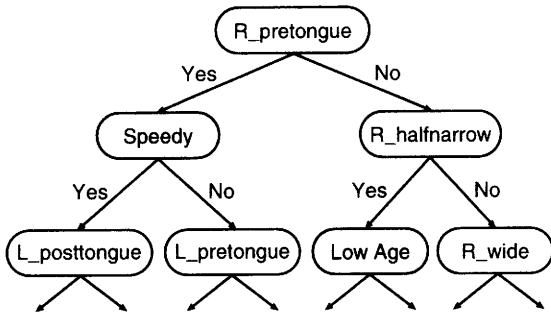 R_pretongue
Yes No
Speedy R_halfnarrow
Yes No Yes No
L_posttongue L_pretongue Low Age R_wide